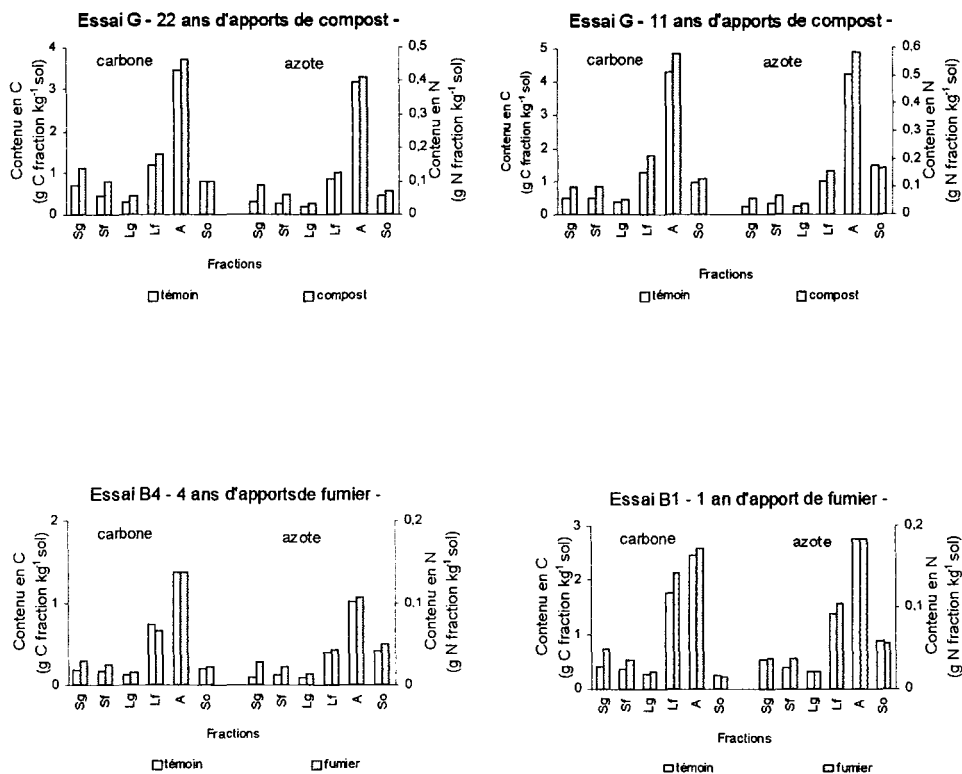 Essai G - 22 ans d'apports de compost -
Contenu en C
(g C fraction kg⁻¹ sol)
4
3
2
1
0
carbone
azote
0,5
0,4
0,3
0,2
0,1
0
Contenu en N
(g N fraction kg⁻¹ sol)
Sg Sf Lg Lf A So Sg Sf Lg Lf A So
Fractions
témoin compost
Essai G - 11 ans d'apports de compost -
Contenu en C
(g C fraction kg⁻¹ sol)
5
4
3
2
1
0
carbone
azote
0,6
0,5
0,4
0,3
0,2
0,1
0
Contenu en N
(g N fraction kg⁻¹ sol)
Sg Sf Lg Lf A So Sg Sf Lg Lf A So
Fractions
témoin compost
Essai B4 - 4 ans d'apports de fumier -
Contenu en C
(g C fraction kg¹ sol)
2
1
0
carbone
azote
0,2
0,1
0
Contenu en N
(g N fraction kg¹ sol)
Sg Sf Lg Lf A So Sg Sf Lg Lf A So
Fractions
témoin fumier
Essai B1 - 1 an d'apport de fumier -
Contenu en C
(g C fraction kg¹ sol)
3
2
1
0
carbone
azote
0,2
0,1
0
Contenu en N
(g N fraction kg¹ sol)
Sg Sf Lg Lf A So Sg Sf Lg Lf A So
Fractions
témoin fumier